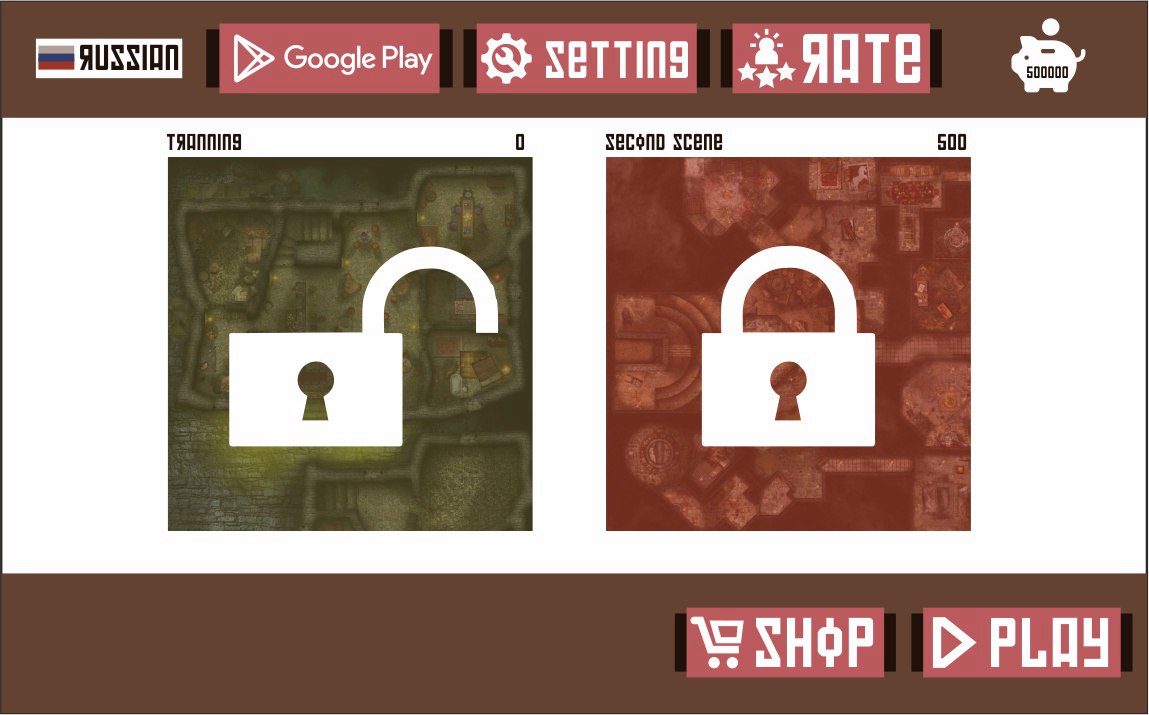 RUSSIAN
Google Play
SETTING
RATE
500000
TRANNING 0
SECOND SCENE 500
SHOP
PLAY